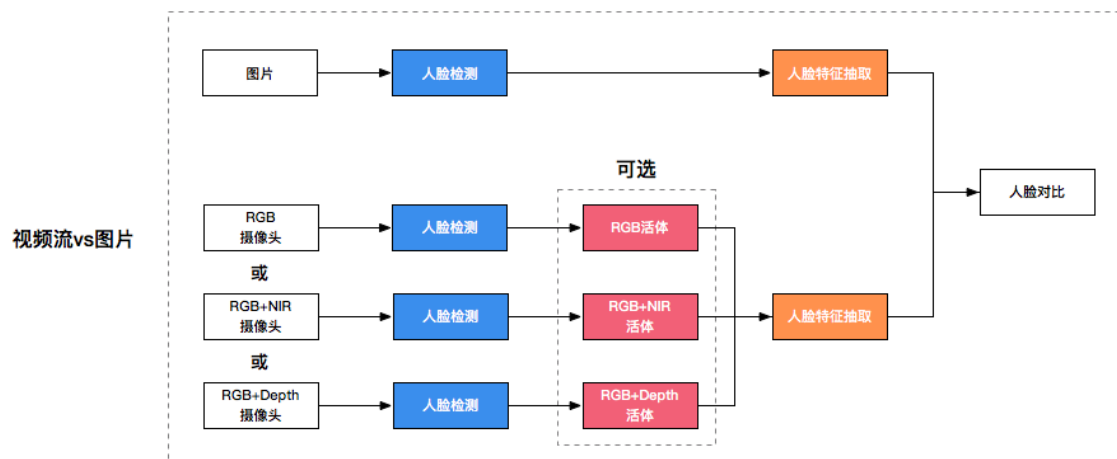 图片
人脸检测
人脸特征抽取
可选
人脸对比
RGB
摄像头
人脸检测
RGB活体
视频流vs图片
或
RGB+NIR
摄像头
人脸检测
RGB+NIR
活体
人脸特征抽取
或
RGB+Depth
摄像头
人脸检测
RGB+Depth
活体